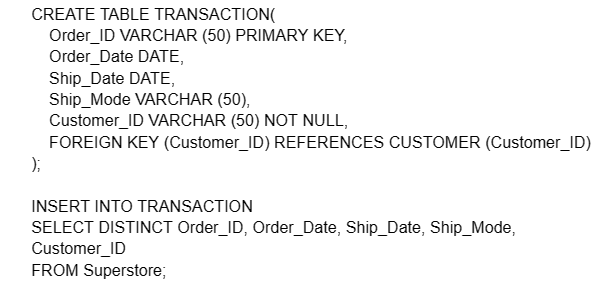 CREATE TABLE TRANSACTION(
Order_ID VARCHAR (50) PRIMARY KEY,
Order_Date DATE,
Ship_Date DATE,
Ship_Mode VARCHAR (50),
Customer_ID VARCHAR (50) NOT NULL,
FOREIGN KEY (Customer_ID) REFERENCES CUSTOMER (Customer_ID)
);
INSERT INTO TRANSACTION
SELECT DISTINCT Order_ID, Order_Date, Ship_Date, Ship_Mode,
Customer_ID
FROM Superstore;